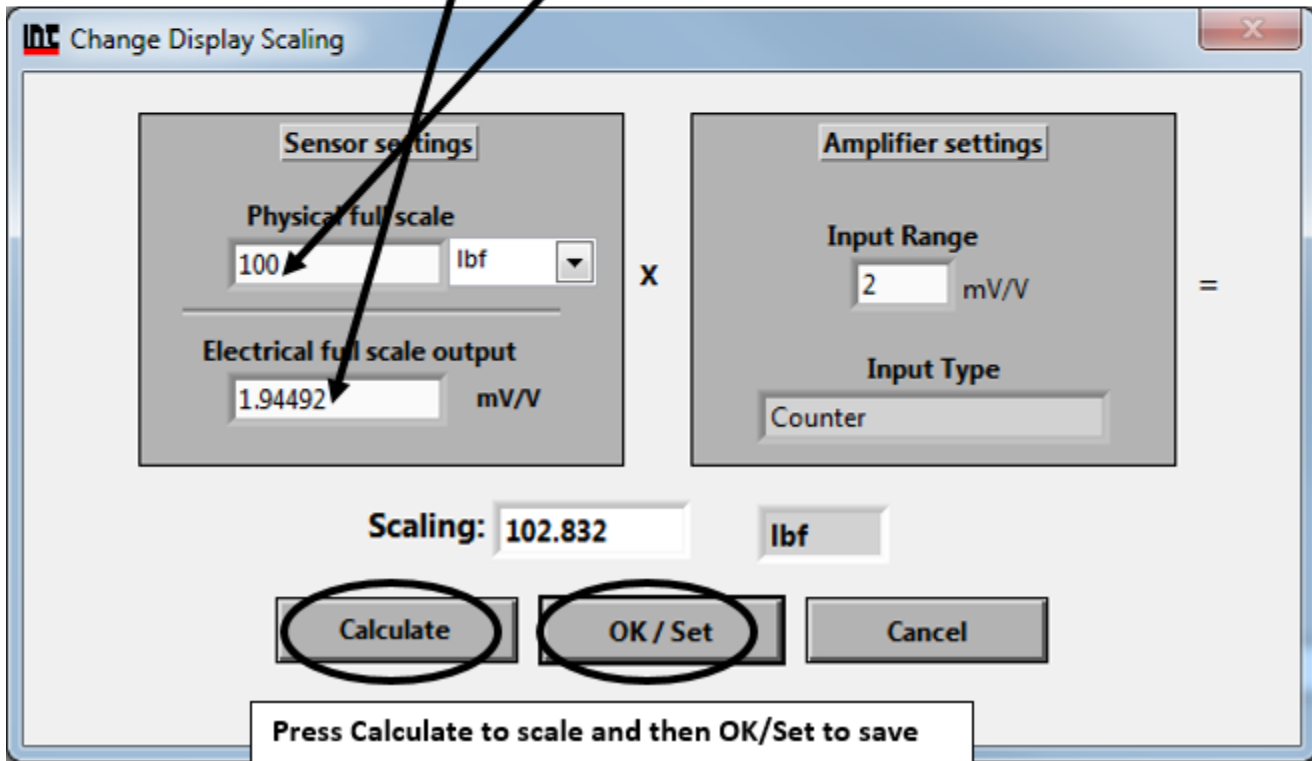 Change Display Scaling
Sensor settings
Physical full scale
100 lbf
Electrical full scale output
1.94492 mV/V
x
Amplifier settings
Input Range
2 mV/V
Input Type
Counter
=
Scaling: 102.832 lbf
Calculate OK / Set Cancel
Press Calculate to scale and then OK/Set to save